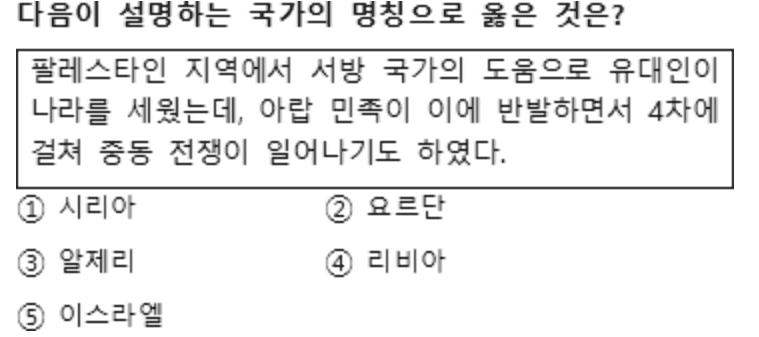 다음이 설명하는 국가의 명칭으로 옳은 것은?
팔레스타인 지역에서 서방 국가의 도움으로 유대인이
나라를 세웠는데, 아랍 민족이 이에 반발하면서 4차에
걸쳐 중동 전쟁이 일어나기도 하였다.
① 시리아 ② 요르단
③ 알제리 ④ 리비아
⑤ 이스라엘